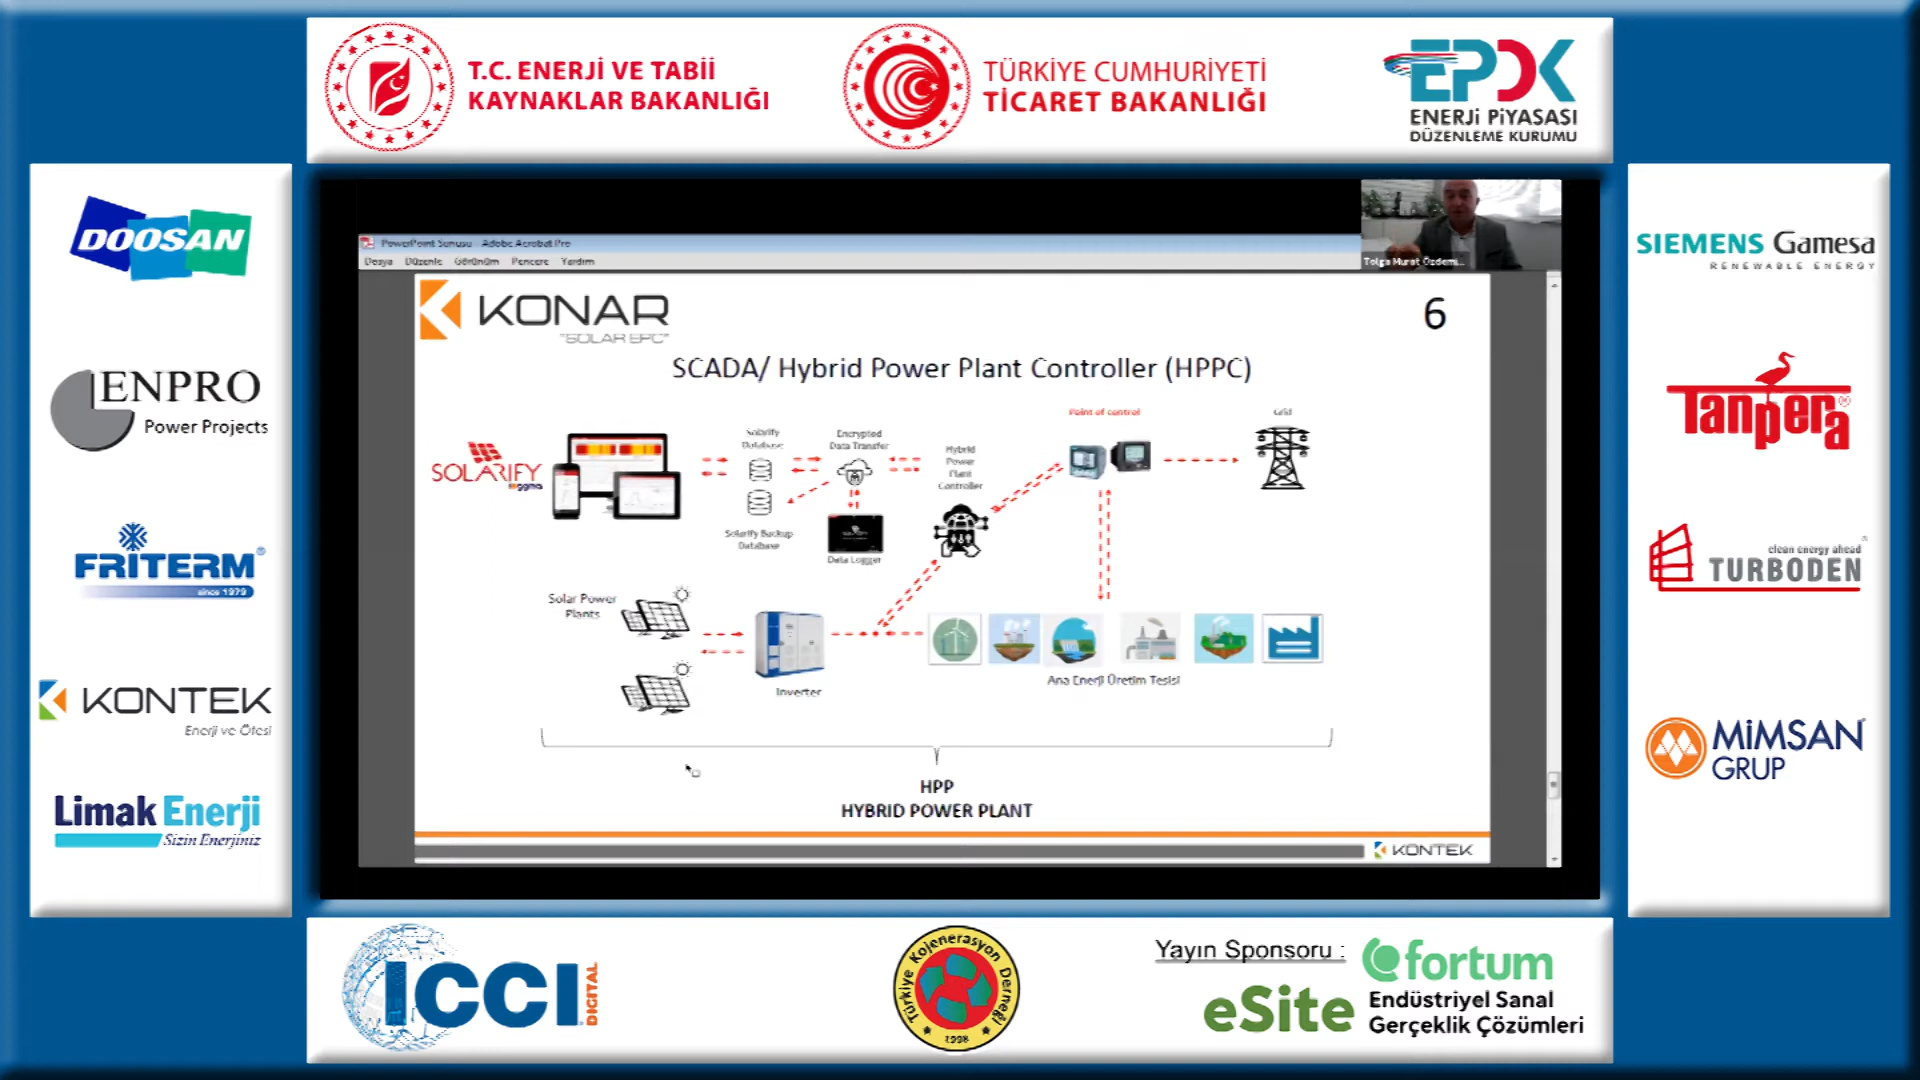 T.C. ENERJİ VE TABİİ
KAYNAKLAR BAKANLIĞI
TÜRKİYE CUMHURİYETİ
TİCARET BAKANLIĞI
EPDK
ENERJİ PİYASASI
DÜZENLEME KURUMU
DOOSAN
ENPRO
Power Projects
FRITERM®
since 1979
KONTEK
Enerji ve Ötesi
Limak Enerji
Sizin Enerjiniz
PowerPoint Sunusu - Adobe Acrobat Pro
Dosya Düzenle Görünüm Pencere Yardım
Tolga Murat Özdemi...
KONAR
"SOLAR EPC"
6
SCADA/ Hybrid Power Plant Controller (HPPC)
SOLARIFY
Solarify
Database
Encrypted
Data Transfer
Hybrid
Power
Plant
Controller
Point of control
Grid
Solarify Backup
Database
Data Logger
Solar Power
Plants
Inverter
Ana Enerji Üretim Tesisi
HPP
HYBRID POWER PLANT
KONTEK
SIEMENS Gamesa
RENEWABLE ENERGY
Tanpera®
clean energy ahead
TURBODEN
MİMSAN
GRUP
ICCI
DIGITAL
Türkiye Kojenerasyon Derneği
1998
Yayın Sponsoru :
fortum
eSite
Endüstriyel Sanal
Gerçeklik Çözümleri